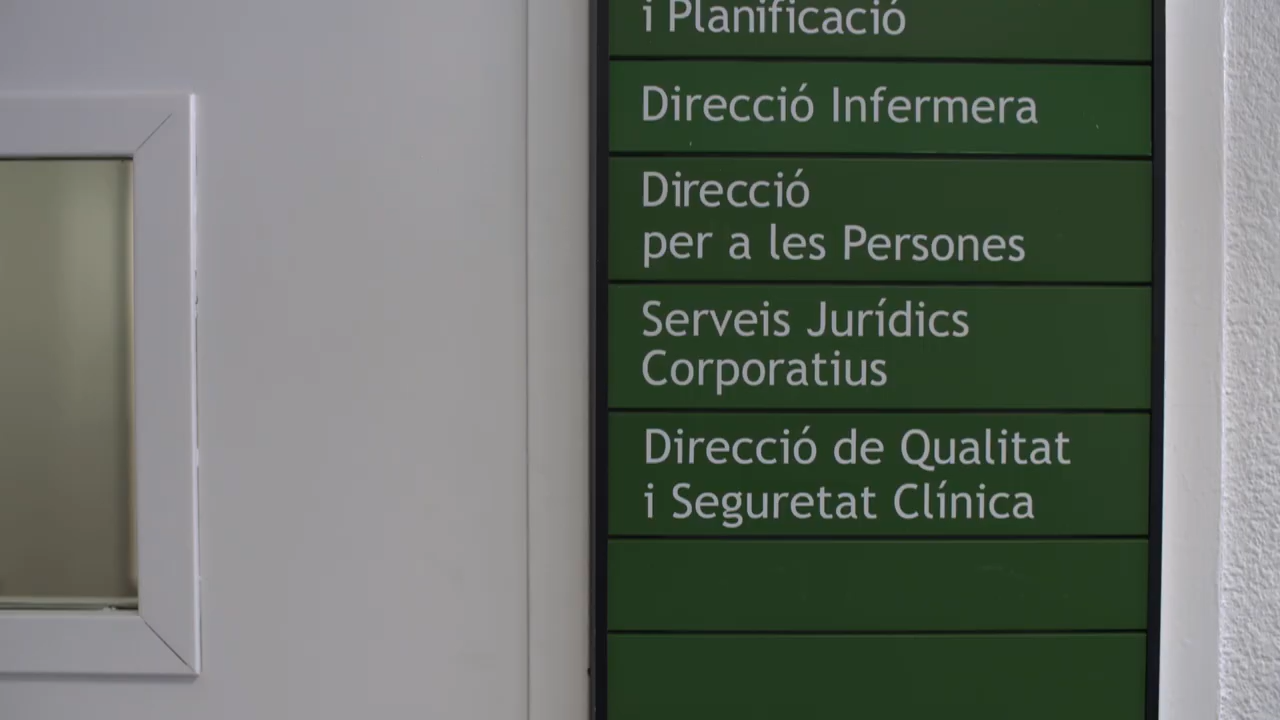 i Planificació
Direcció Infermera
Direcció
per a les Persones
Serveis Jurídics
Corporatius
Direcció de Qualitat
i Seguretat Clínica